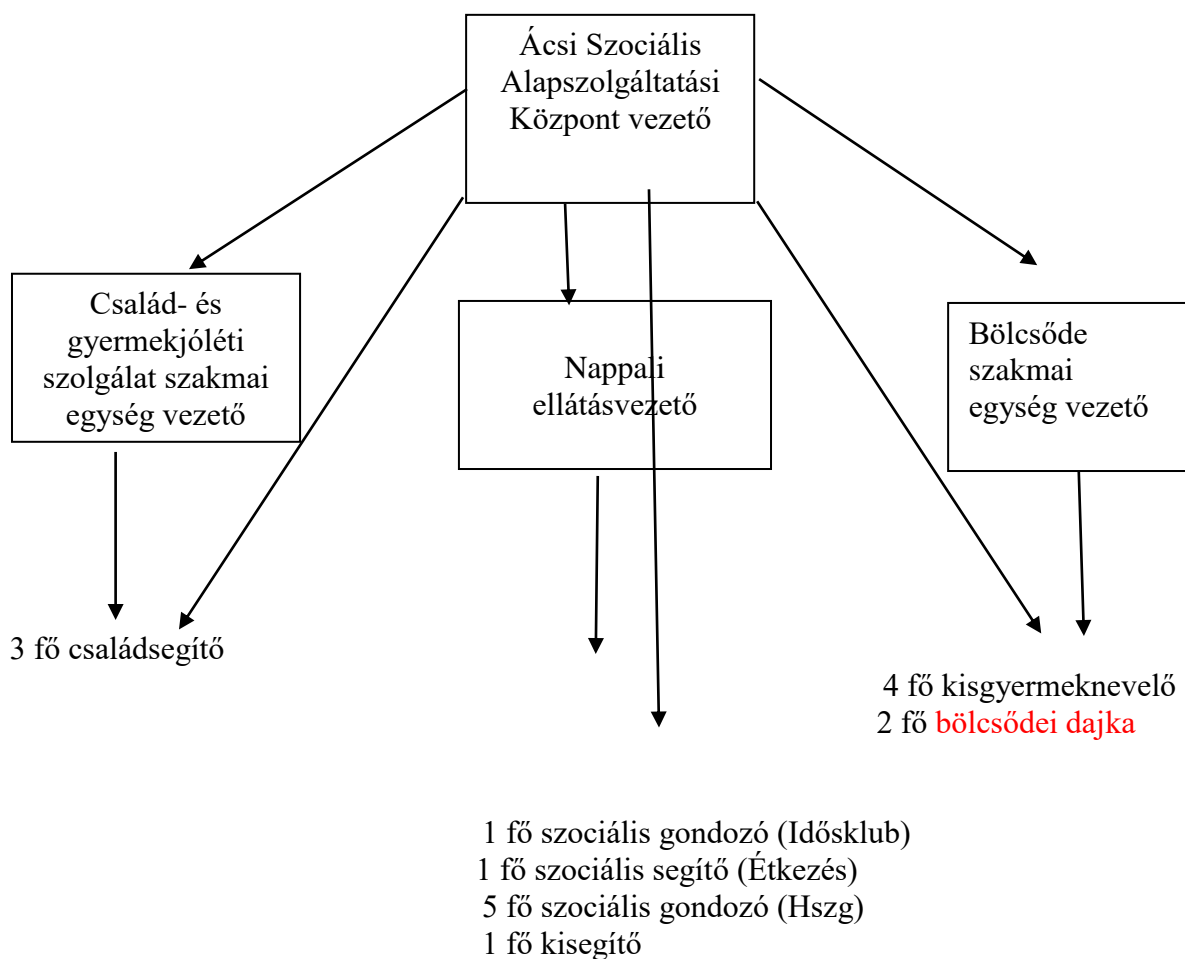 Ácsi Szociális
Alapszolgáltatási
Központ vezető
Család- és
gyermekjóléti
szolgálat szakmai
egység vezető
Nappali
ellátásvezető
Bölcsőde
szakmai
egység vezető
3 fő családsegítő
4 fő kisgyermeknevelő
2 fő bölcsődei dajka
1 fő szociális gondozó (Idősklub)
1 fő szociális segítő (Étkezés)
5 fő szociális gondozó (Hszg)
1 fő kisegítő